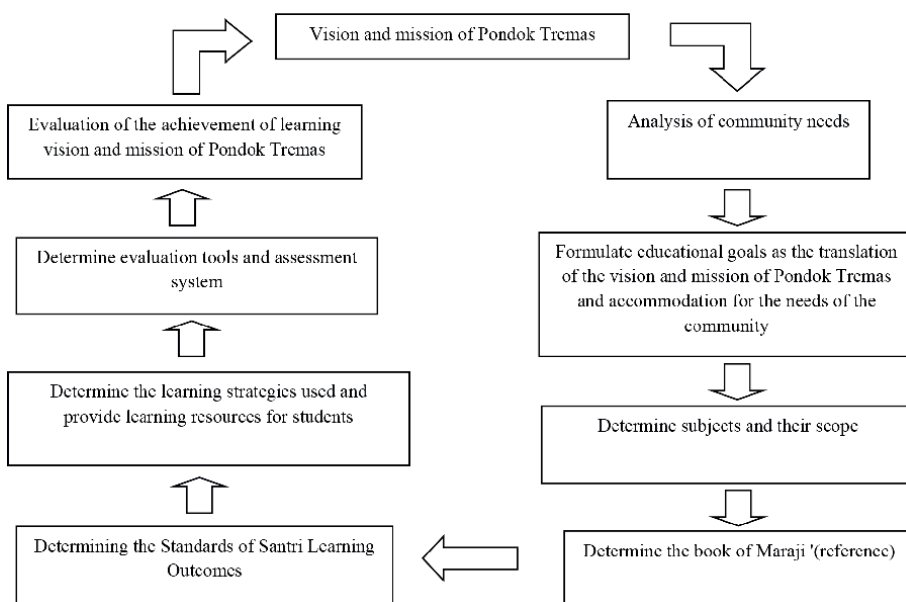 Vision and mission of Pondok Tremas
Analysis of community needs
Formulate educational goals as the translation
of the vision and mission of Pondok Tremas
and accommodation for the needs of the
community
Determine subjects and their scope
Determine the book of Maraji '(reference)
Determining the Standards of Santri Learning
Outcomes
Determine the learning strategies used and
provide learning resources for students
Determine evaluation tools and assessment
system
Evaluation of the achievement of learning
vision and mission of Pondok Tremas